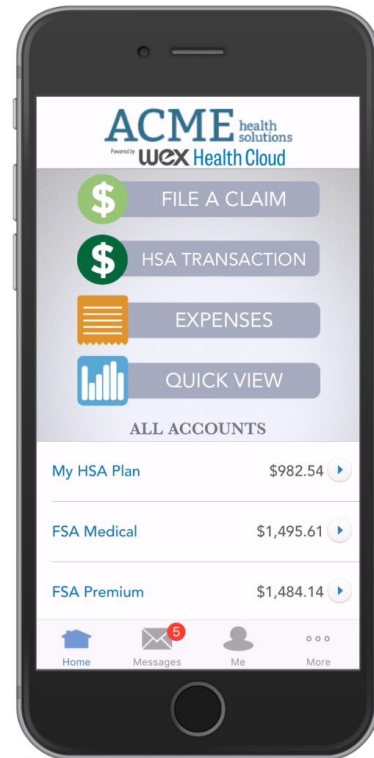 ACME health solutions
Powered by wex Health Cloud
$ FILE A CLAIM
$ HSA TRANSACTION
EXPENSES
QUICK VIEW
ALL ACCOUNTS
My HSA Plan $982.54
FSA Medical $1,495.61
FSA Premium $1,484.14
5
Home Messages Me More